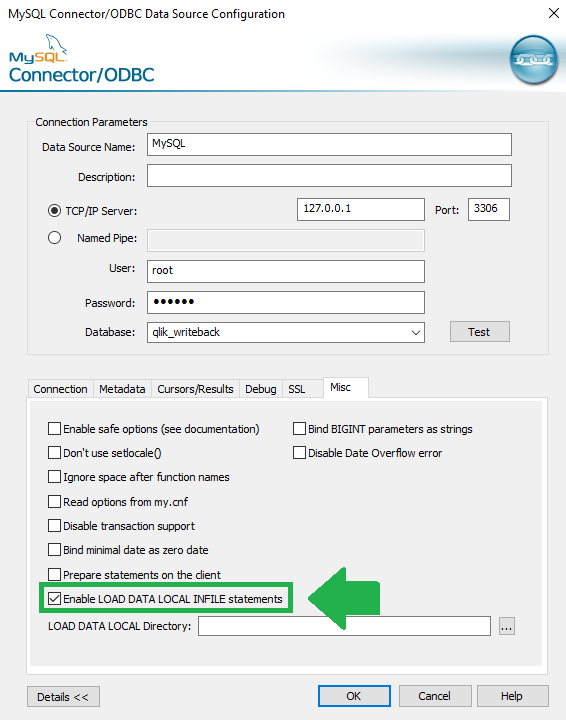 MySQL Connector/ODBC Data Source Configuration
MySQL
Connector/ODBC
Connection Parameters
Data Source Name: MySQL
Description:
TCP/IP Server: 127.0.0.1 Port: 3306
Named Pipe:
User: root
Password: ••••••
Database: qlik_writeback Test
Connection Metadata Cursors/Results Debug SSL Misc
Enable safe options (see documentation) Bind BIGINT parameters as strings
Don't use setlocale() Disable Date Overflow error
Ignore space after function names
Read options from my.cnf
Disable transaction support
Bind minimal date as zero date
Prepare statements on the client
Enable LOAD DATA LOCAL INFILE statements
LOAD DATA LOCAL Directory: ...
Details << OK Cancel Help